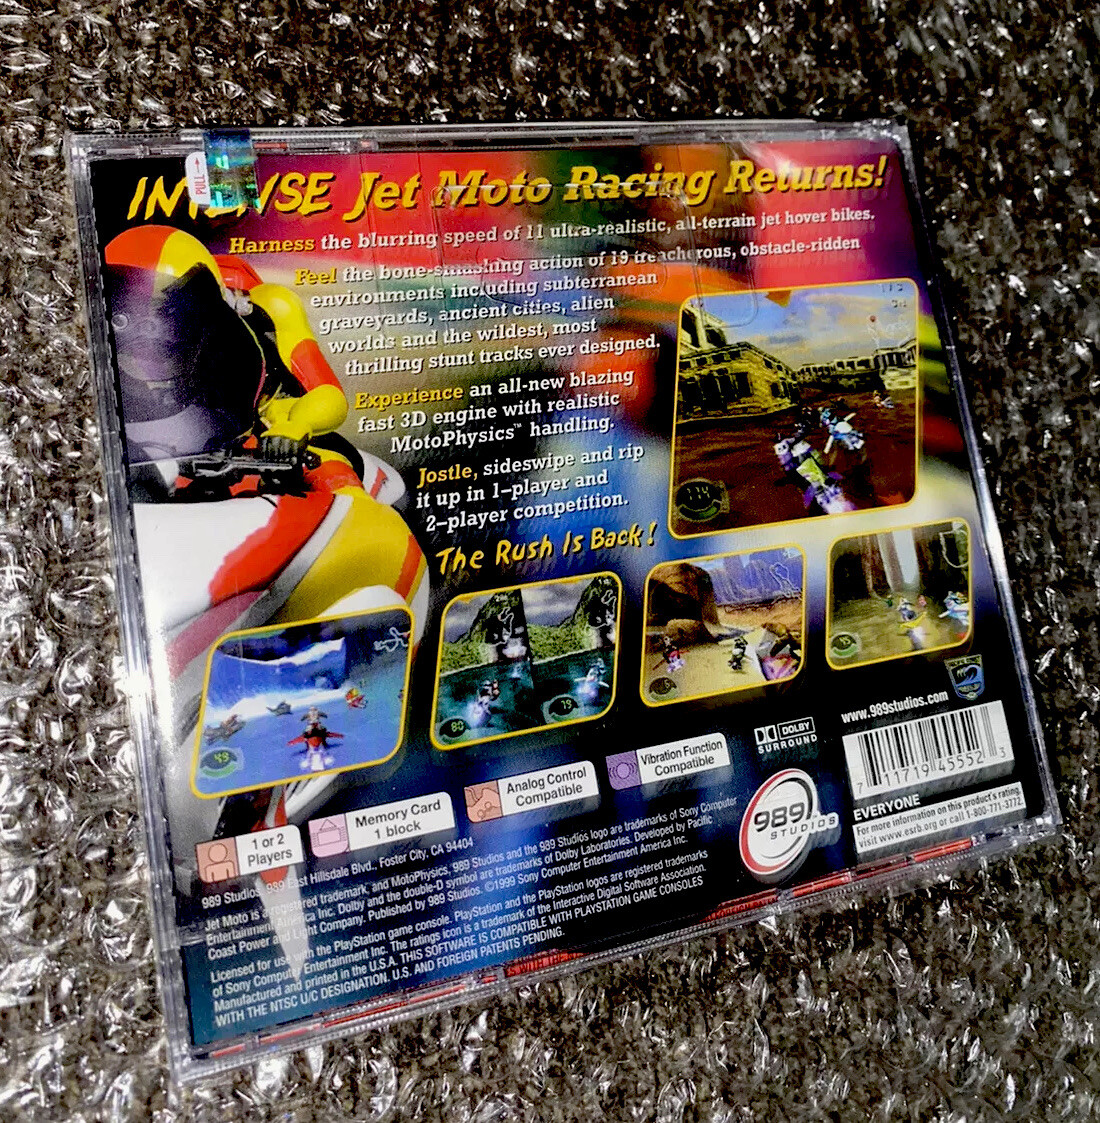 INTENSE Jet Moto Racing Returns!
PULL
Harness the blurring speed of 11 ultra-realistic, all-terrain jet hover bikes.
Feel the bone-smashing action of 19 treacherous, obstacle-ridden
environments including subterranean
graveyards, ancient cities, alien
worlds and the wildest, most
thrilling stunt tracks ever designed.
Experience an all-new blazing
fast 3D engine with realistic
MotoPhysics™ handling.
Jostle, sideswipe and rip
it up in 1-player and
2-player competition.
The Rush Is Back!
174
49
80
79
45
www.989studios.com
DOLBY
SURROUND
7 11719 45552 3
989
STUDIOS
EVERYONE
For more information on this product's rating,
visit www.esrb.org or call 1-800-771-3772.
1 or 2
Players
Memory Card
1 block
Analog Control
Compatible
Vibration Function
Compatible
989 Studios, 989 East Hillsdale Blvd., Foster City, CA 94404
Jet Moto is a registered trademark, and MotoPhysics, 989 Studios and the 989 Studios logo are trademarks of Sony Computer
Entertainment America Inc. Dolby and the double-D symbol are trademarks of Dolby Laboratories. Developed by Pacific
Coast Power and Light Company. Published by 989 Studios. ©1999 Sony Computer Entertainment America Inc.
Licensed for use with the PlayStation game console. PlayStation and the PlayStation logos are registered trademarks
of Sony Computer Entertainment Inc. The ratings icon is a trademark of the Interactive Digital Software Association.
Manufactured and printed in the U.S.A. THIS SOFTWARE IS COMPATIBLE WITH PLAYSTATION GAME CONSOLES
WITH THE NTSC U/C DESIGNATION. U.S. AND FOREIGN PATENTS PENDING.